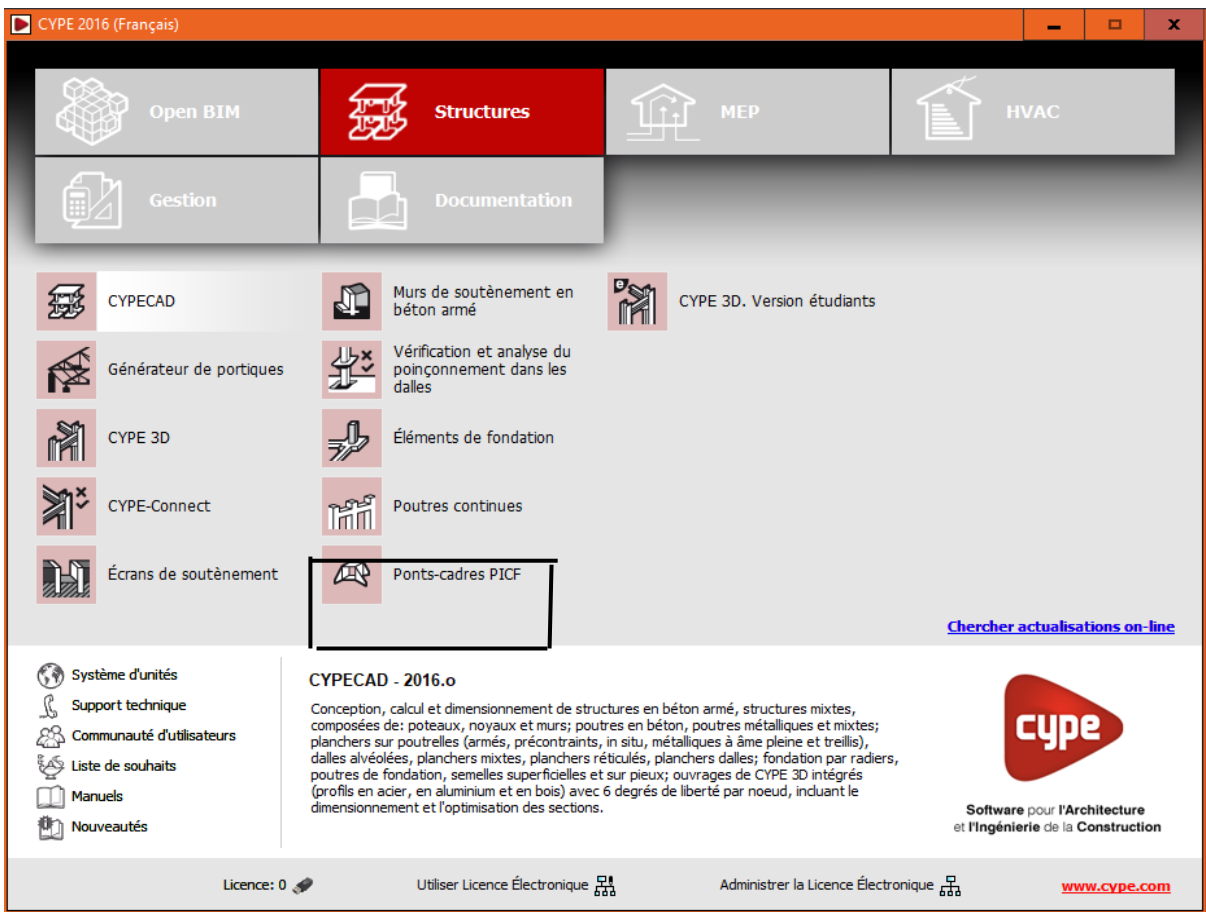 CYPE 2016 (Français)
Open BIM
Structures
MEP
HVAC
Gestion
Documentation
CYPECAD
Murs de soutènement en
béton armé
e
CYPE 3D. Version étudiants
Générateur de portiques
Vérification et analyse du
poinçonnement dans les
dalles
CYPE 3D
Éléments de fondation
CYPE-Connect
Poutres continues
Écrans de soutènement
Ponts-cadres PICF
Chercher actualisations on-line
Système d'unités
Support technique
Communauté d'utilisateurs
Liste de souhaits
Manuels
Nouveautés
CYPECAD - 2016.o
Conception, calcul et dimensionnement de structures en béton armé, structures mixtes,
composées de: poteaux, noyaux et murs; poutres en béton, poutres métalliques et mixtes;
planchers sur poutrelles (armés, précontraints, in situ, métalliques à âme pleine et treillis),
dalles alvéolées, planchers mixtes, planchers réticulés, planchers dalles; fondation par radiers,
poutres de fondation, semelles superficielles et sur pieux; ouvrages de CYPE 3D intégrés
(profils en acier, en aluminium et en bois) avec 6 degrés de liberté par noeud, incluant le
dimensionnement et l'optimisation des sections.
cype
Software pour l'Architecture
et l'Ingénierie de la Construction
Licence: 0
Utiliser Licence Électronique
Administrer la Licence Électronique
www.cype.com